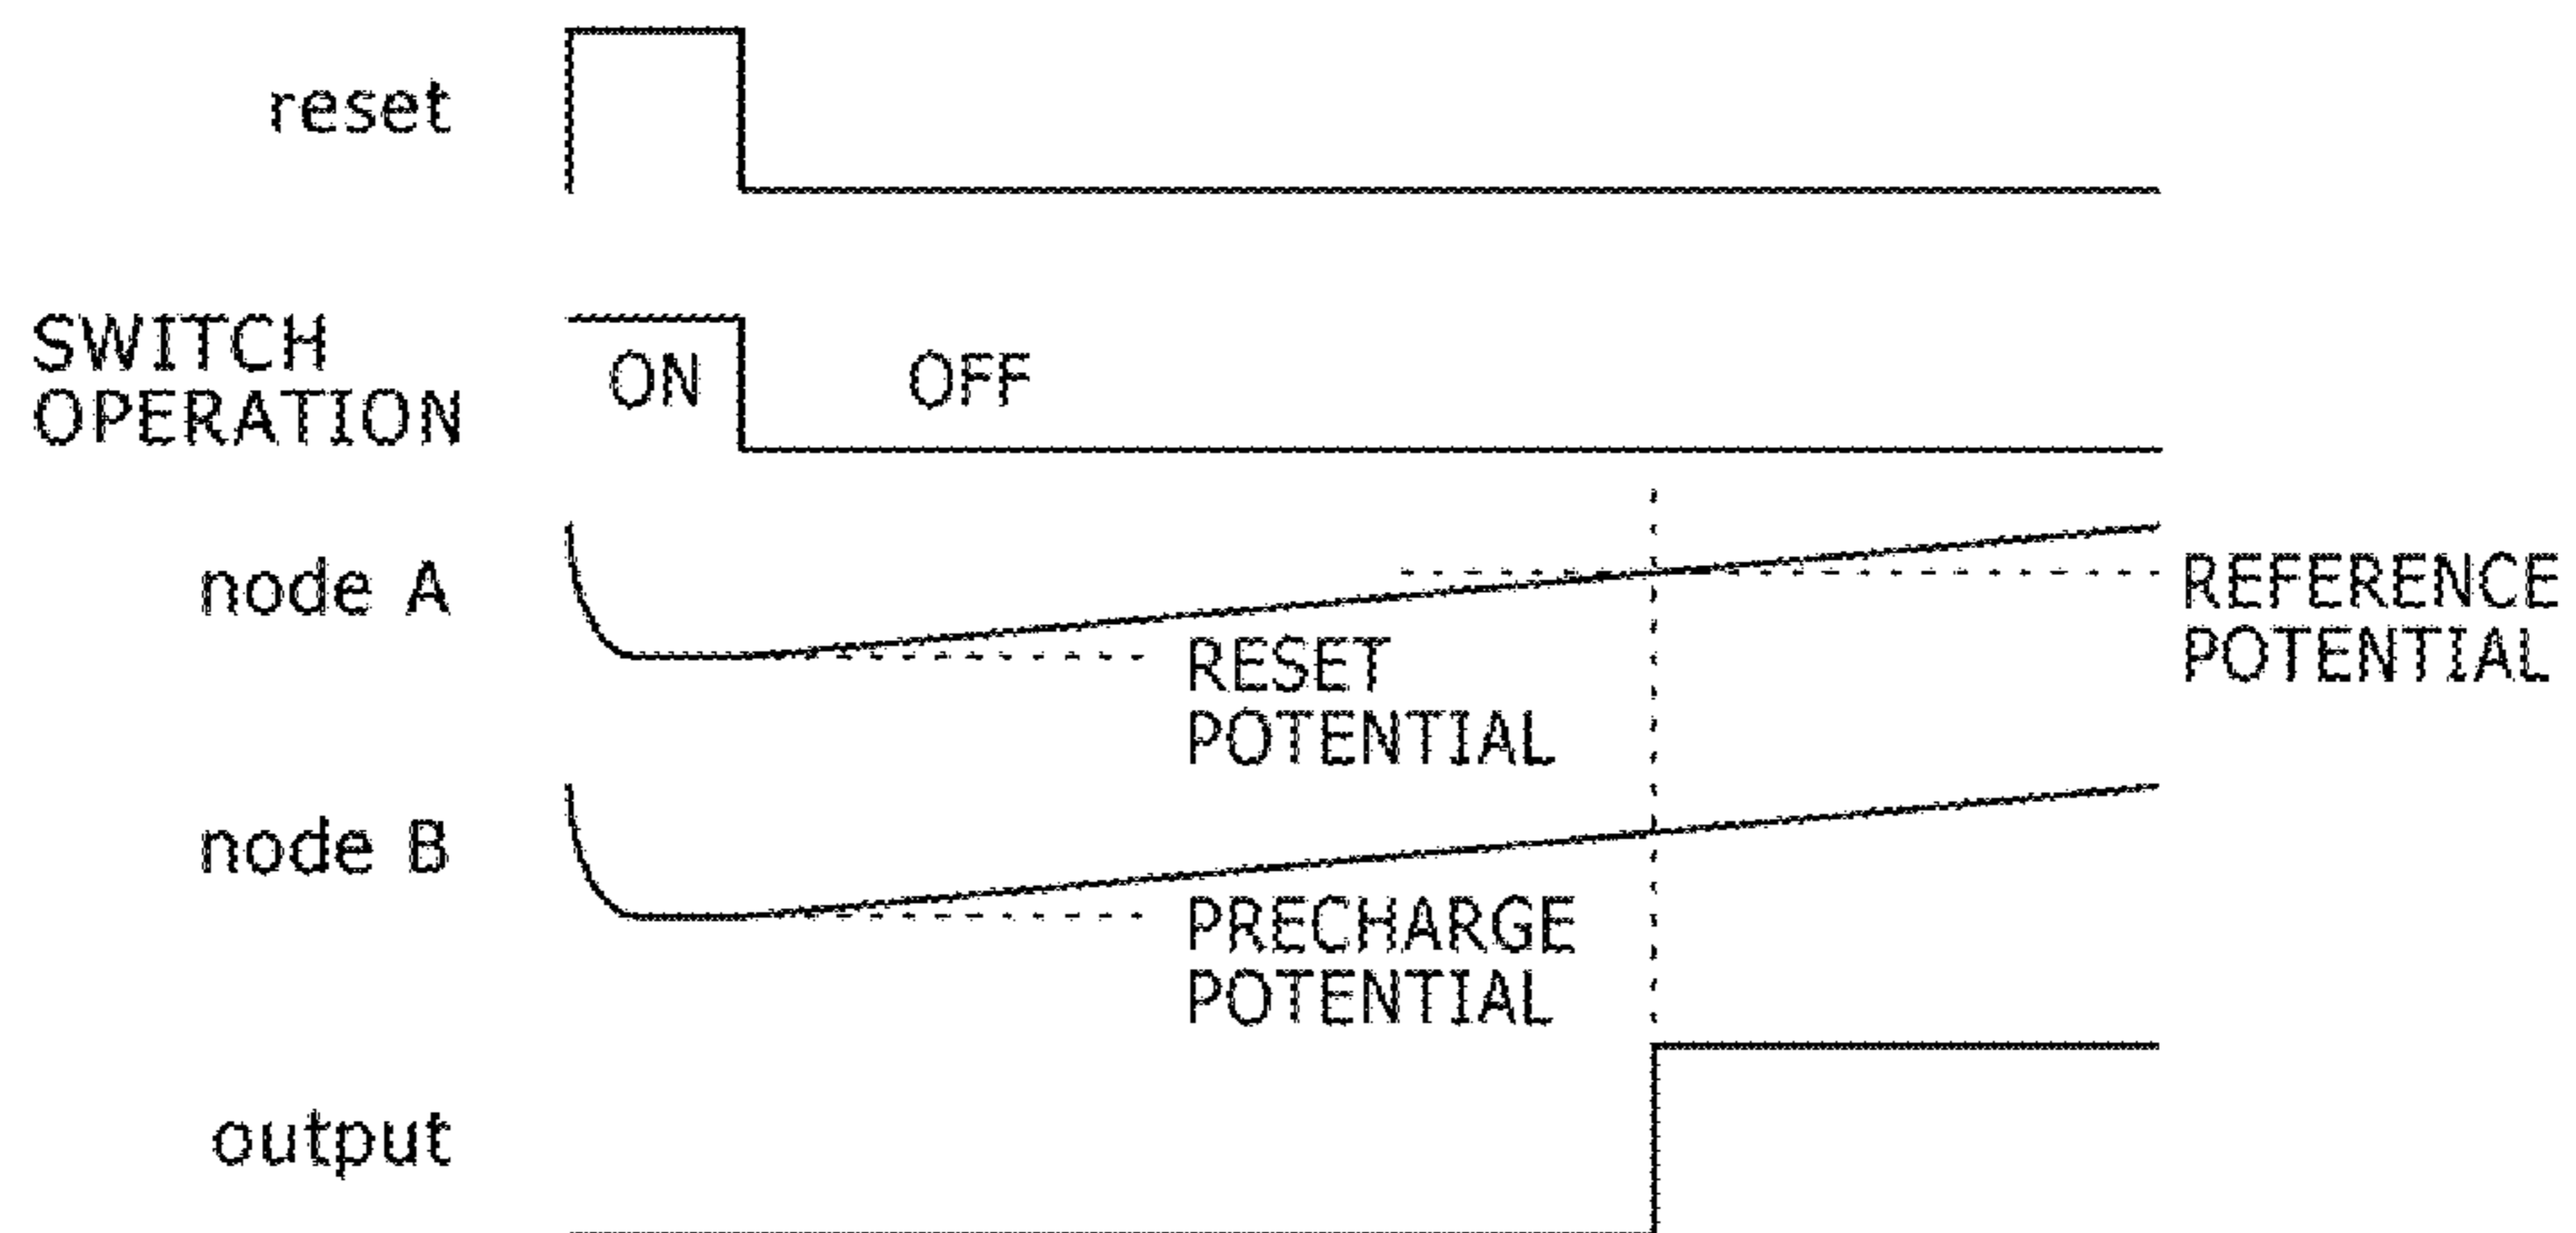 reset
SWITCH
OPERATION
ON
OFF
node A
REFERENCE
POTENTIAL
RESET
POTENTIAL
node B
PRECHARGE
POTENTIAL
output